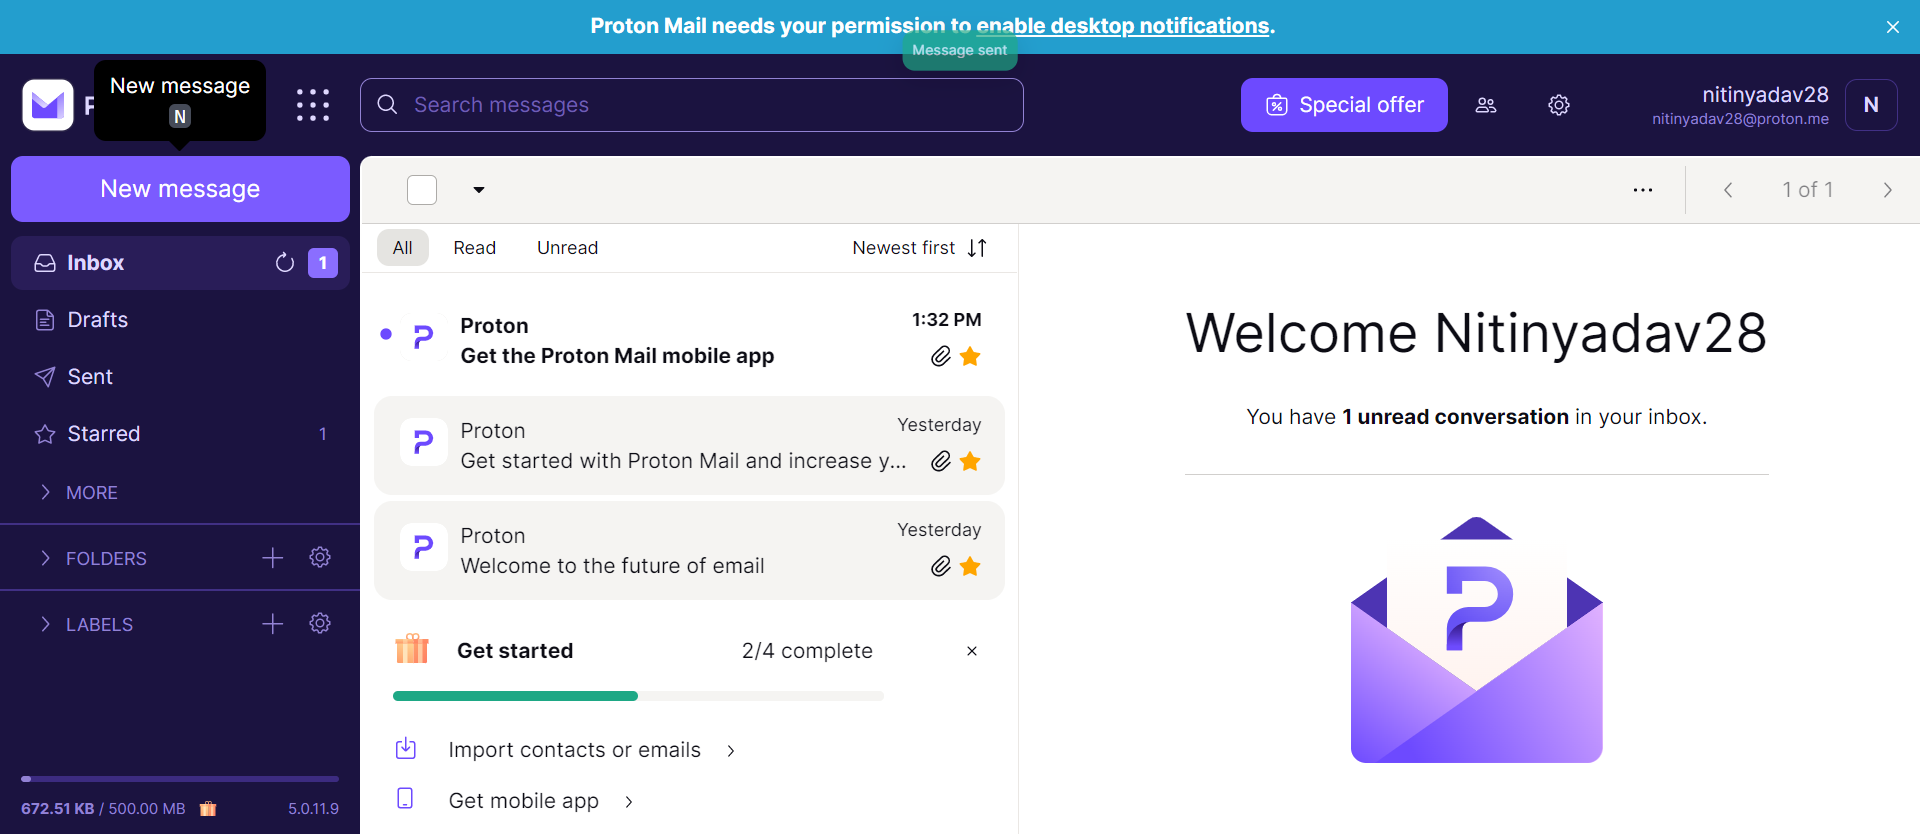 Proton Mail needs your permission to enable desktop notifications.
Message sent
New message
N
Search messages
Special offer
nitinyadav28
nitinyadav28@proton.me
N
New message
1 of 1
Inbox
1
Drafts
Sent
Starred
1
MORE
FOLDERS
LABELS
672.51 KB / 500.00 MB
5.0.11.9
All
Read
Unread
Newest first
Proton
1:32 PM
Get the Proton Mail mobile app
Proton
Yesterday
Get started with Proton Mail and increase y...
Proton
Yesterday
Welcome to the future of email
Get started
2/4 complete
Import contacts or emails
Get mobile app
Welcome Nitinyadav28
You have 1 unread conversation in your inbox.